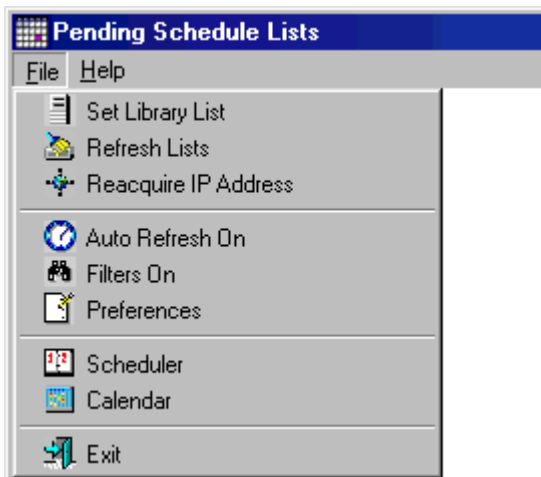 Pending Schedule Lists
File Help
Set Library List
Refresh Lists
Reacquire IP Address
Auto Refresh On
Filters On
Preferences
Scheduler
Calendar
Exit